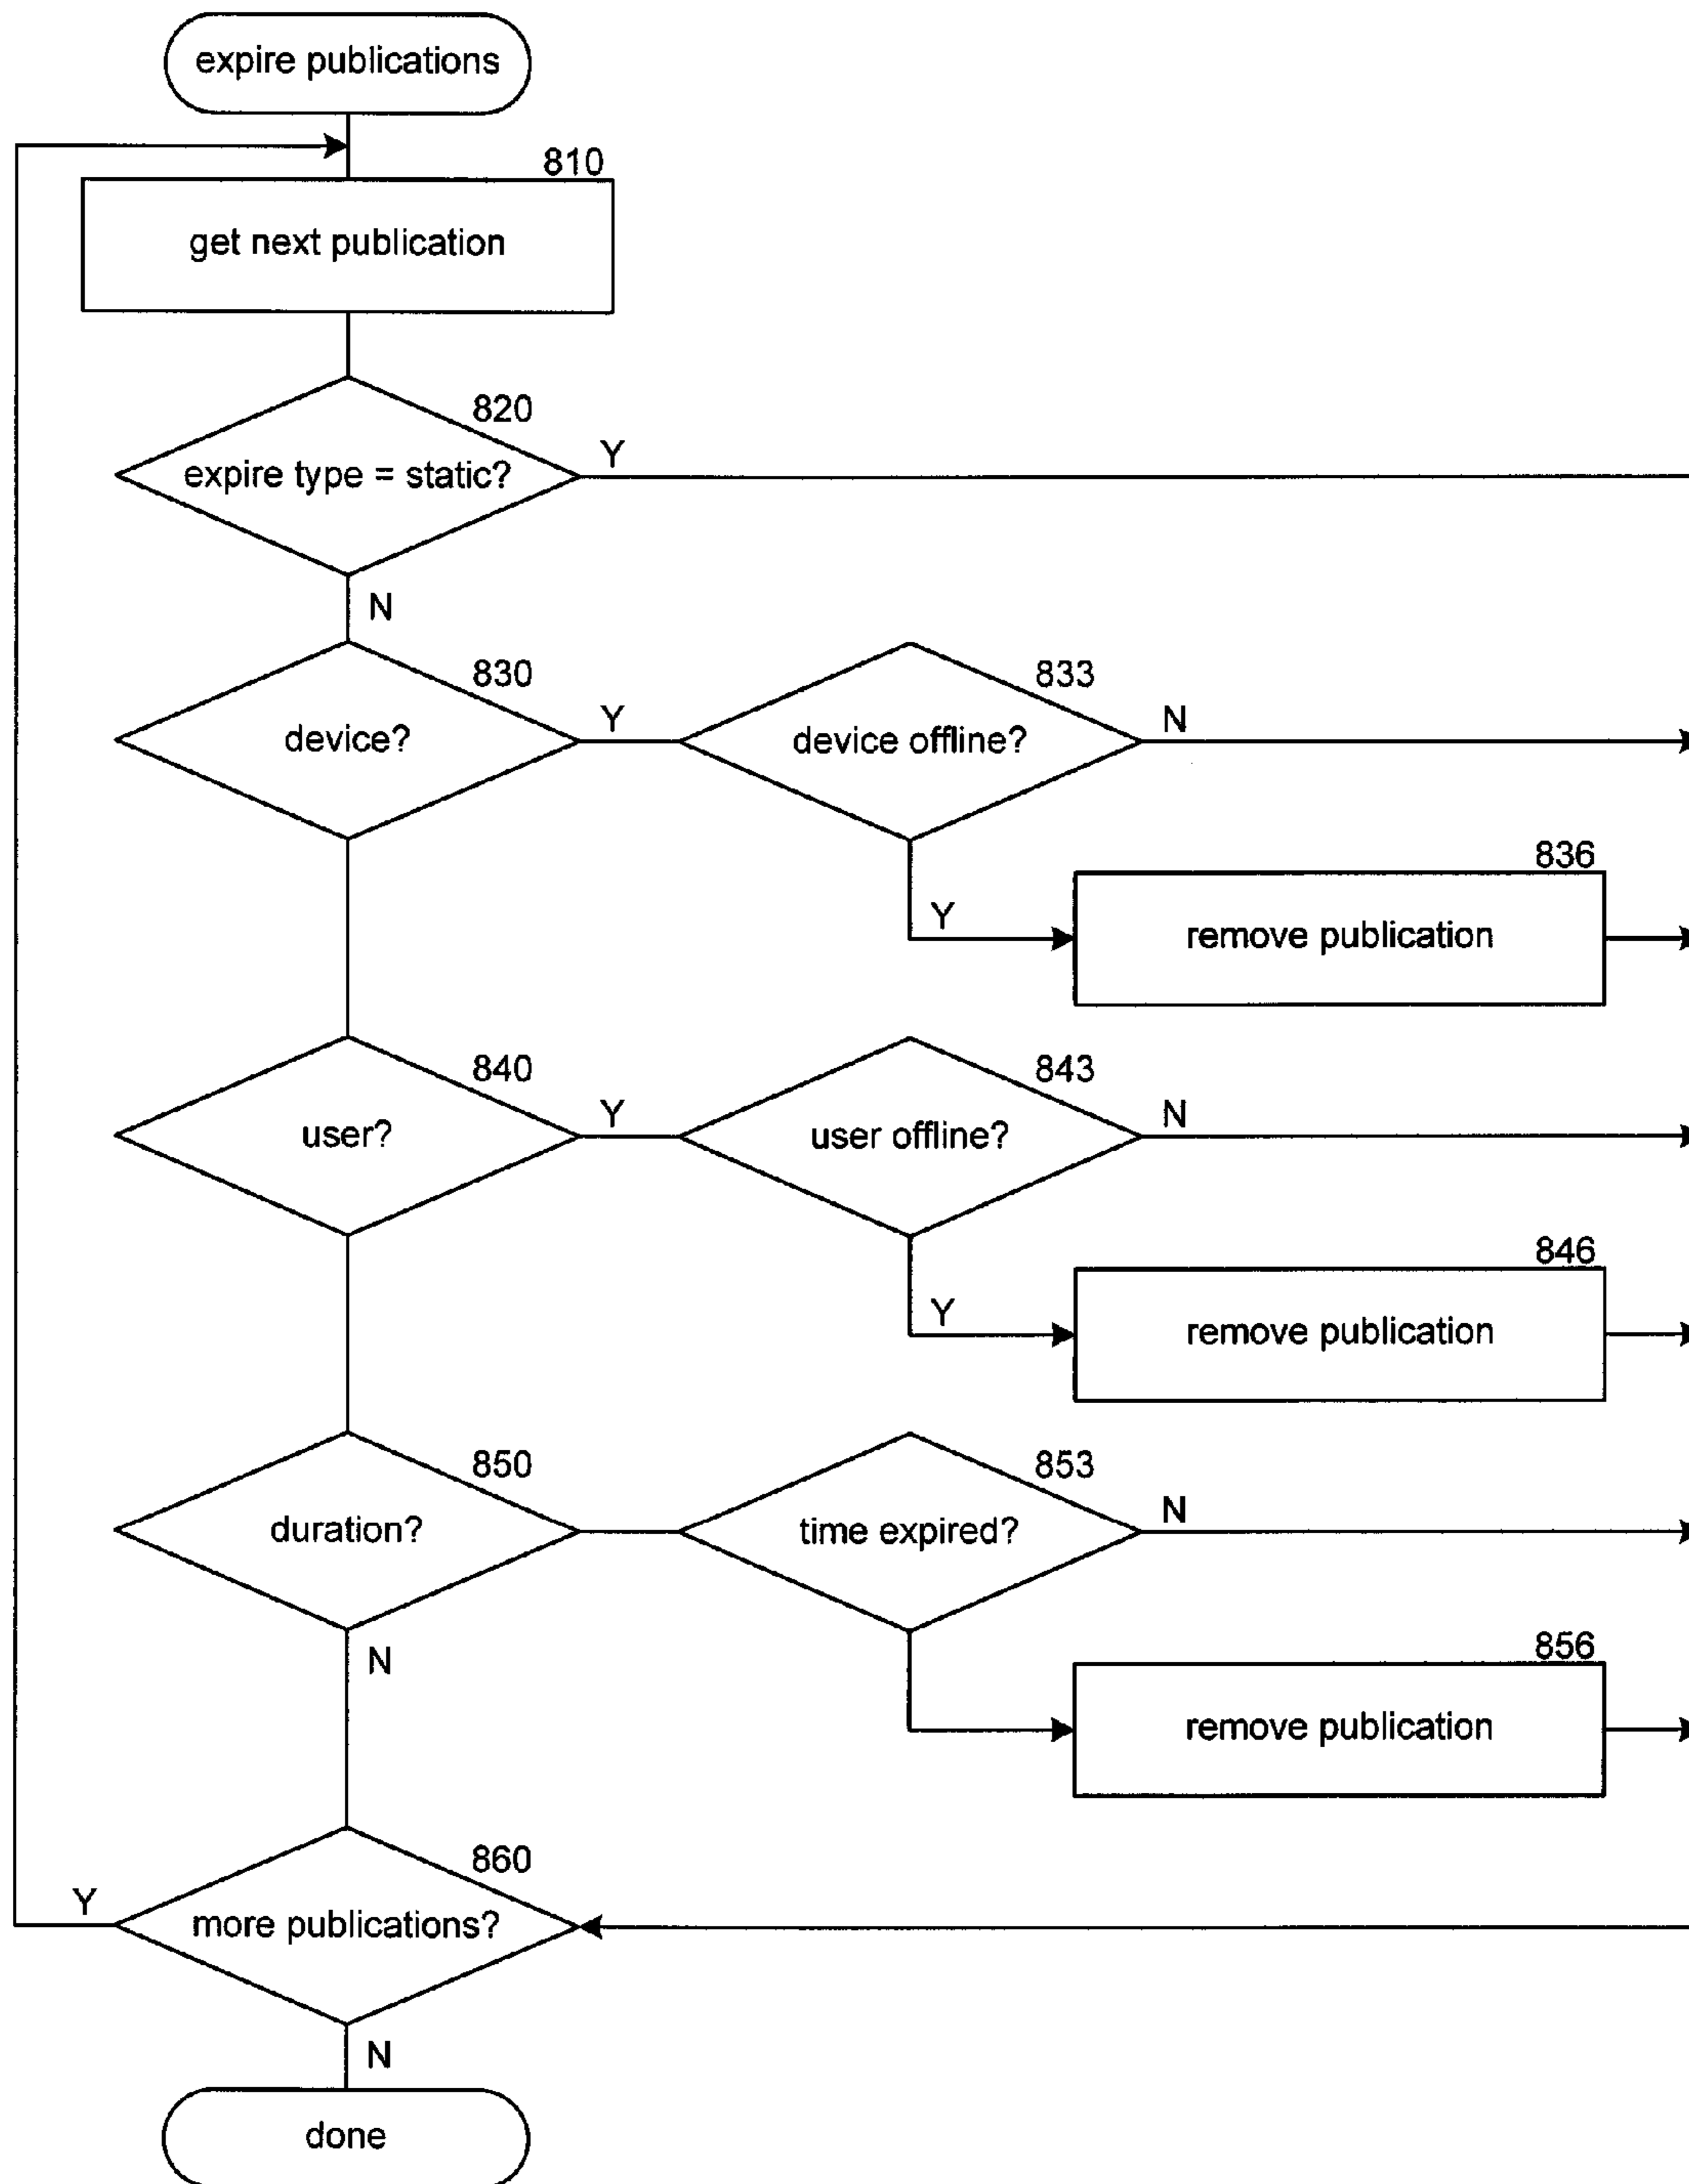 expire publications
810
get next publication
820
expire type = static?
Y
N
830
device?
Y
833
device offline?
N
836
Y
remove publication
840
user?
Y
843
user offline?
N
846
Y
remove publication
850
duration?
853
time expired?
N
N
856
remove publication
860
Y
more publications?
N
done